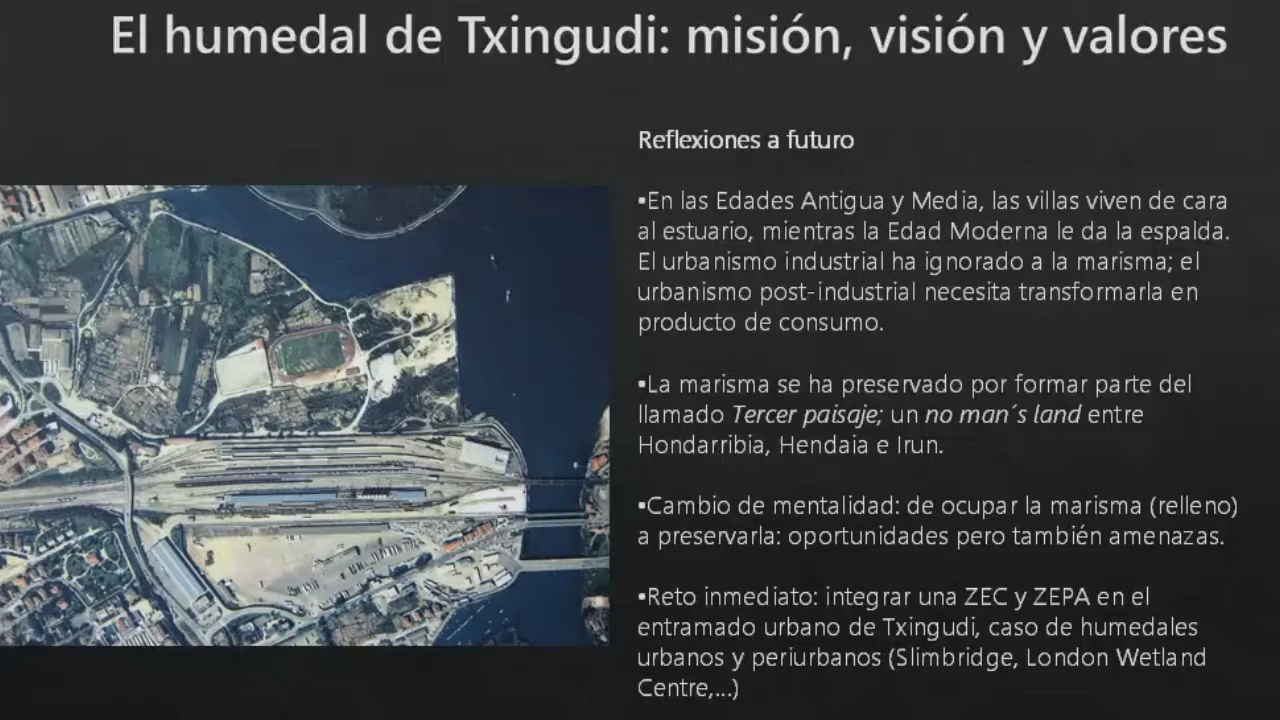 El humedal de Txingudi: misión, visión y valores
Reflexiones a futuro
•En las Edades Antigua y Media, las villas viven de cara
al estuario, mientras la Edad Moderna le da la espalda.
El urbanismo industrial ha ignorado a la marisma; el
urbanismo post-industrial necesita transformarla en
producto de consumo.
•La marisma se ha preservado por formar parte del
llamado Tercer paisaje; un no man´s land entre
Hondarribia, Hendaia e Irun.
•Cambio de mentalidad: de ocupar la marisma (relleno)
a preservarla: oportunidades pero también amenazas.
•Reto inmediato: integrar una ZEC y ZEPA en el
entramado urbano de Txingudi, caso de humedales
urbanos y periurbanos (Slimbridge, London Wetland
Centre,...)